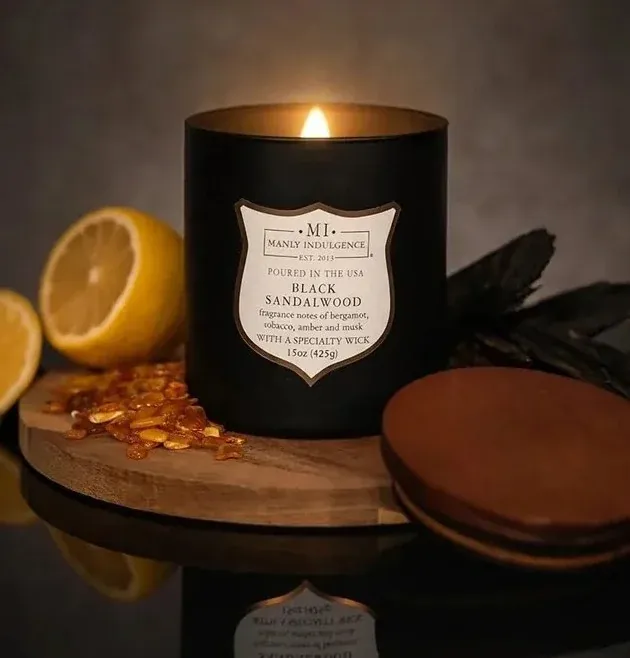 •MI•
MANLY INDULGENCE®
EST. 2013
POURED IN THE USA
BLACK
SANDALWOOD
fragrance notes of bergamot,
tobacco, amber and musk
WITH A SPECIALTY WICK
15oz (425g)